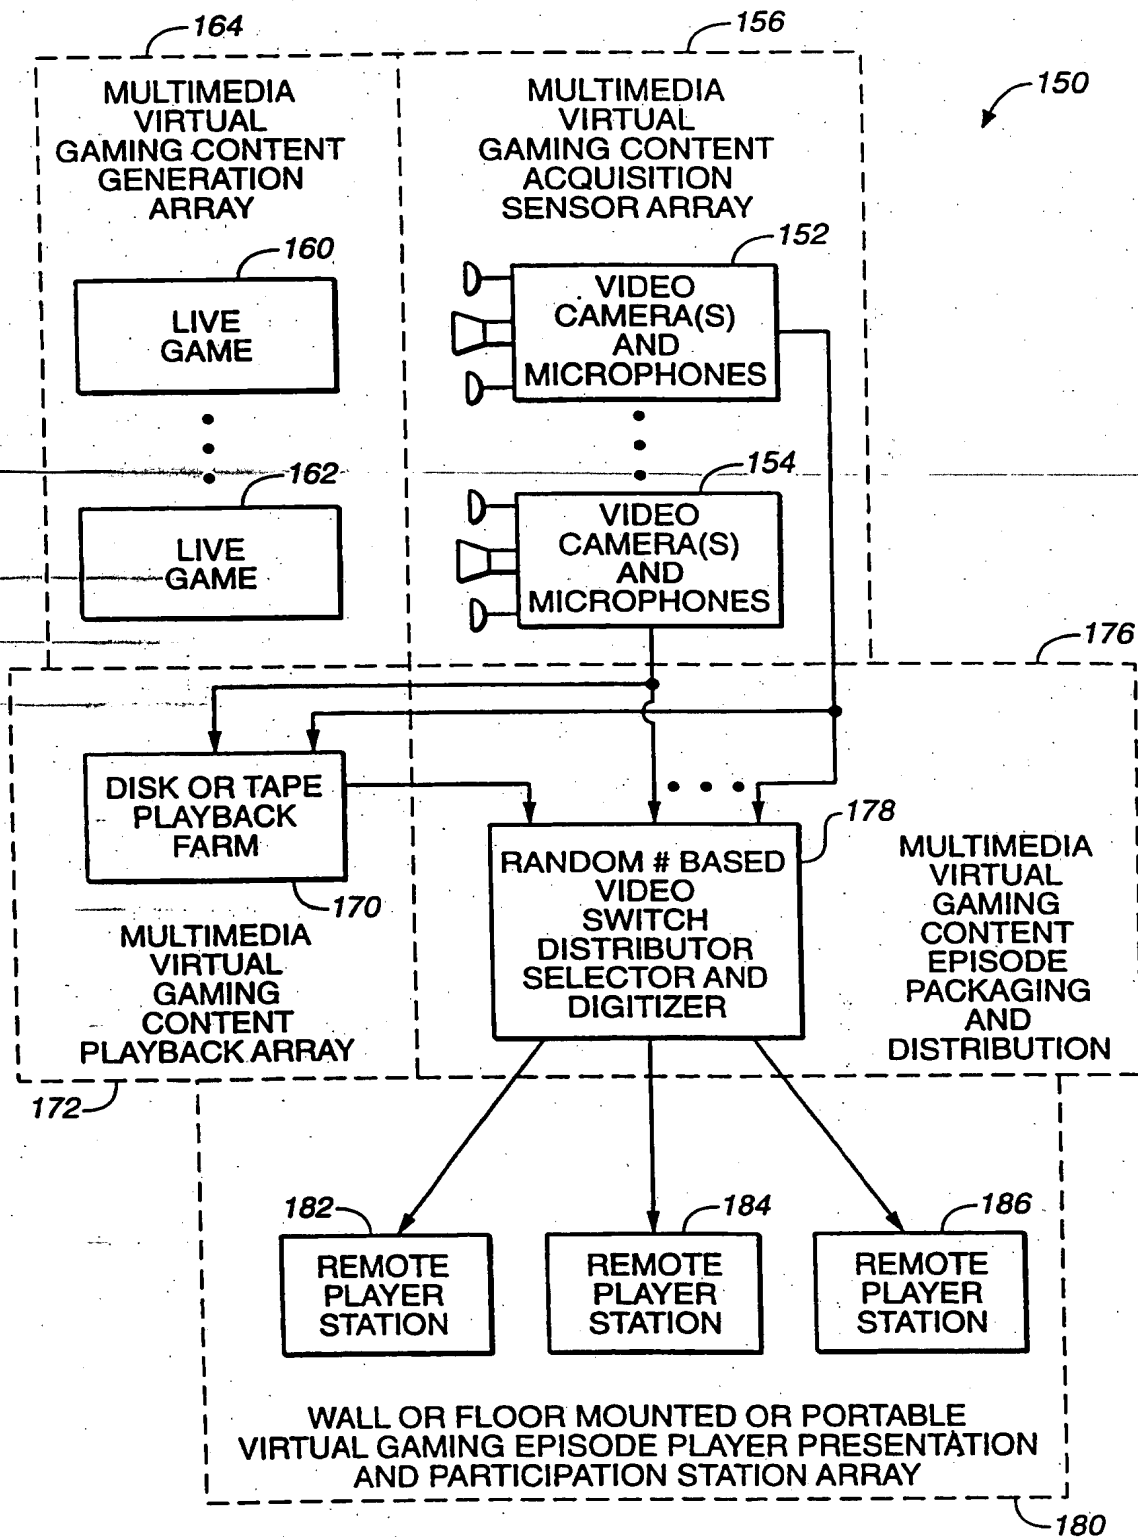 164
156
150
MULTIMEDIA
VIRTUAL
GAMING CONTENT
GENERATION
ARRAY
MULTIMEDIA
VIRTUAL
GAMING CONTENT
ACQUISITION
SENSOR ARRAY
160
LIVE
GAME
152
VIDEO
CAMERA(S)
AND
MICROPHONES
162
LIVE
GAME
154
VIDEO
CAMERA(S)
AND
MICROPHONES
176
DISK OR TAPE
PLAYBACK
FARM
170
MULTIMEDIA
VIRTUAL
GAMING
CONTENT
PLAYBACK ARRAY
172
178
RANDOM # BASED
VIDEO
SWITCH
DISTRIBUTOR
SELECTOR AND
DIGITIZER
MULTIMEDIA
VIRTUAL
GAMING
CONTENT
EPISODE
PACKAGING
AND
DISTRIBUTION
182
REMOTE
PLAYER
STATION
184
REMOTE
PLAYER
STATION
186
REMOTE
PLAYER
STATION
WALL OR FLOOR MOUNTED OR PORTABLE
VIRTUAL GAMING EPISODE PLAYER PRESENTATION
AND PARTICIPATION STATION ARRAY
180